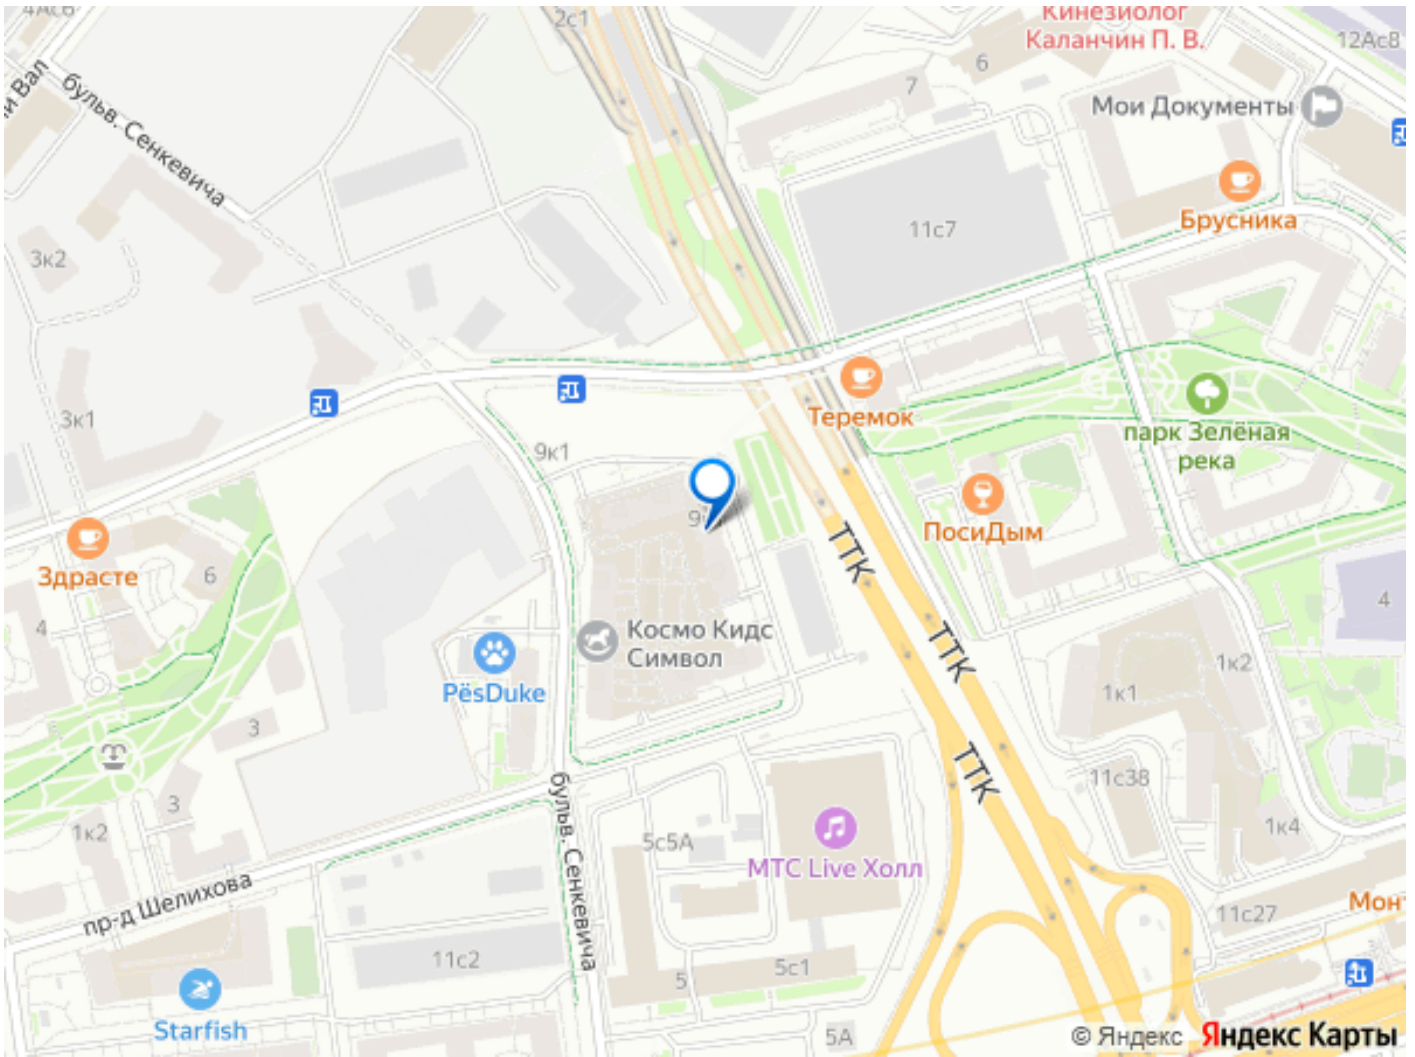 4Ас6
2с1
Кинезиолог
Каланчин П. В.
12Ас8
6
7
Мои Документы
бульв. Сенкевича
Брусника
11с7
3к2
Теремок
3к1
парк Зелёная
река
9к1
ПосиДым
ТТК
Здрасте
6
4
4
Космо Кидс
Символ
ТТК
1к2
PёsDuke
1к1
3
ТТК
11с38
3
1к2
1к4
5с5А
бульв. Сенкевича
МТС Live Холл
пр-д Шелихова
11с27
11с2
5с1
5
Starfish
5А
© Яндекс Яндекс Карты